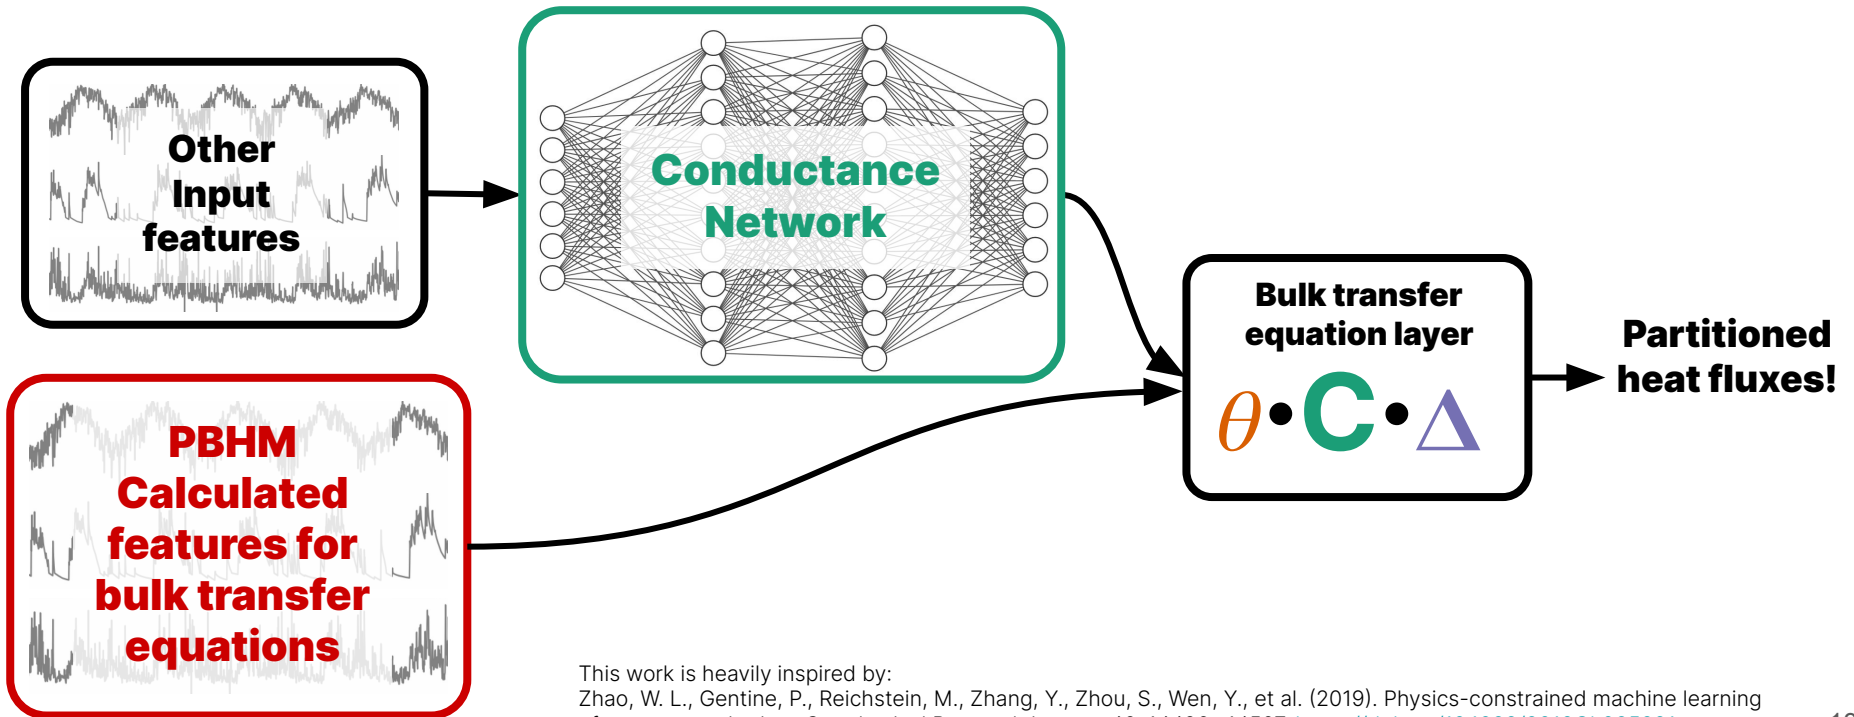 Other
Input
features
Conductance
Network
Bulk transfer
equation layer
θ•C•Δ
Partitioned
heat fluxes!
PBHM
Calculated
features for
bulk transfer
equations
This work is heavily inspired by:
Zhao, W. L., Gentine, P., Reichstein, M., Zhang, Y., Zhou, S., Wen, Y., et al. (2019). Physics-constrained machine learning